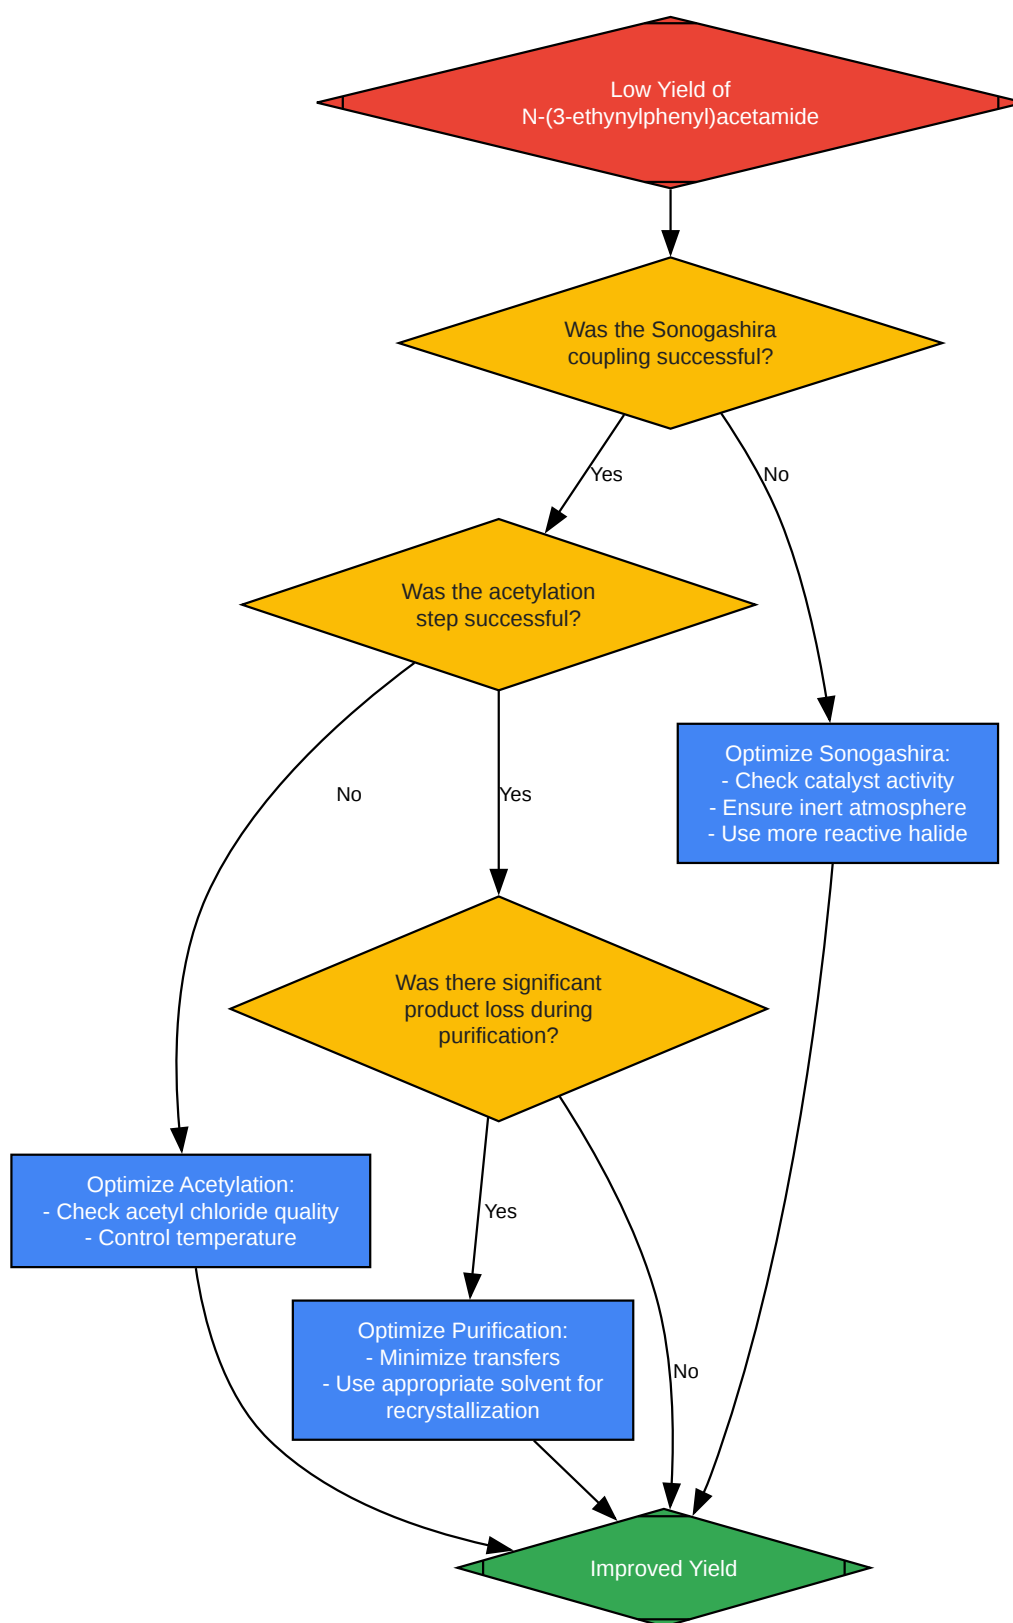 Low Yield of
N-(3-ethynylphenyl)acetamide
Was the Sonogashira
coupling successful?
Yes
No
Was the acetylation
step successful?
Optimize Sonogashira:
- Check catalyst activity
- Ensure inert atmosphere
- Use more reactive halide
No
Yes
Was there significant
product loss during
purification?
Optimize Acetylation:
- Check acetyl chloride quality
- Control temperature
Yes
Optimize Purification:
- Minimize transfers
- Use appropriate solvent for
recrystallization
No
Improved Yield